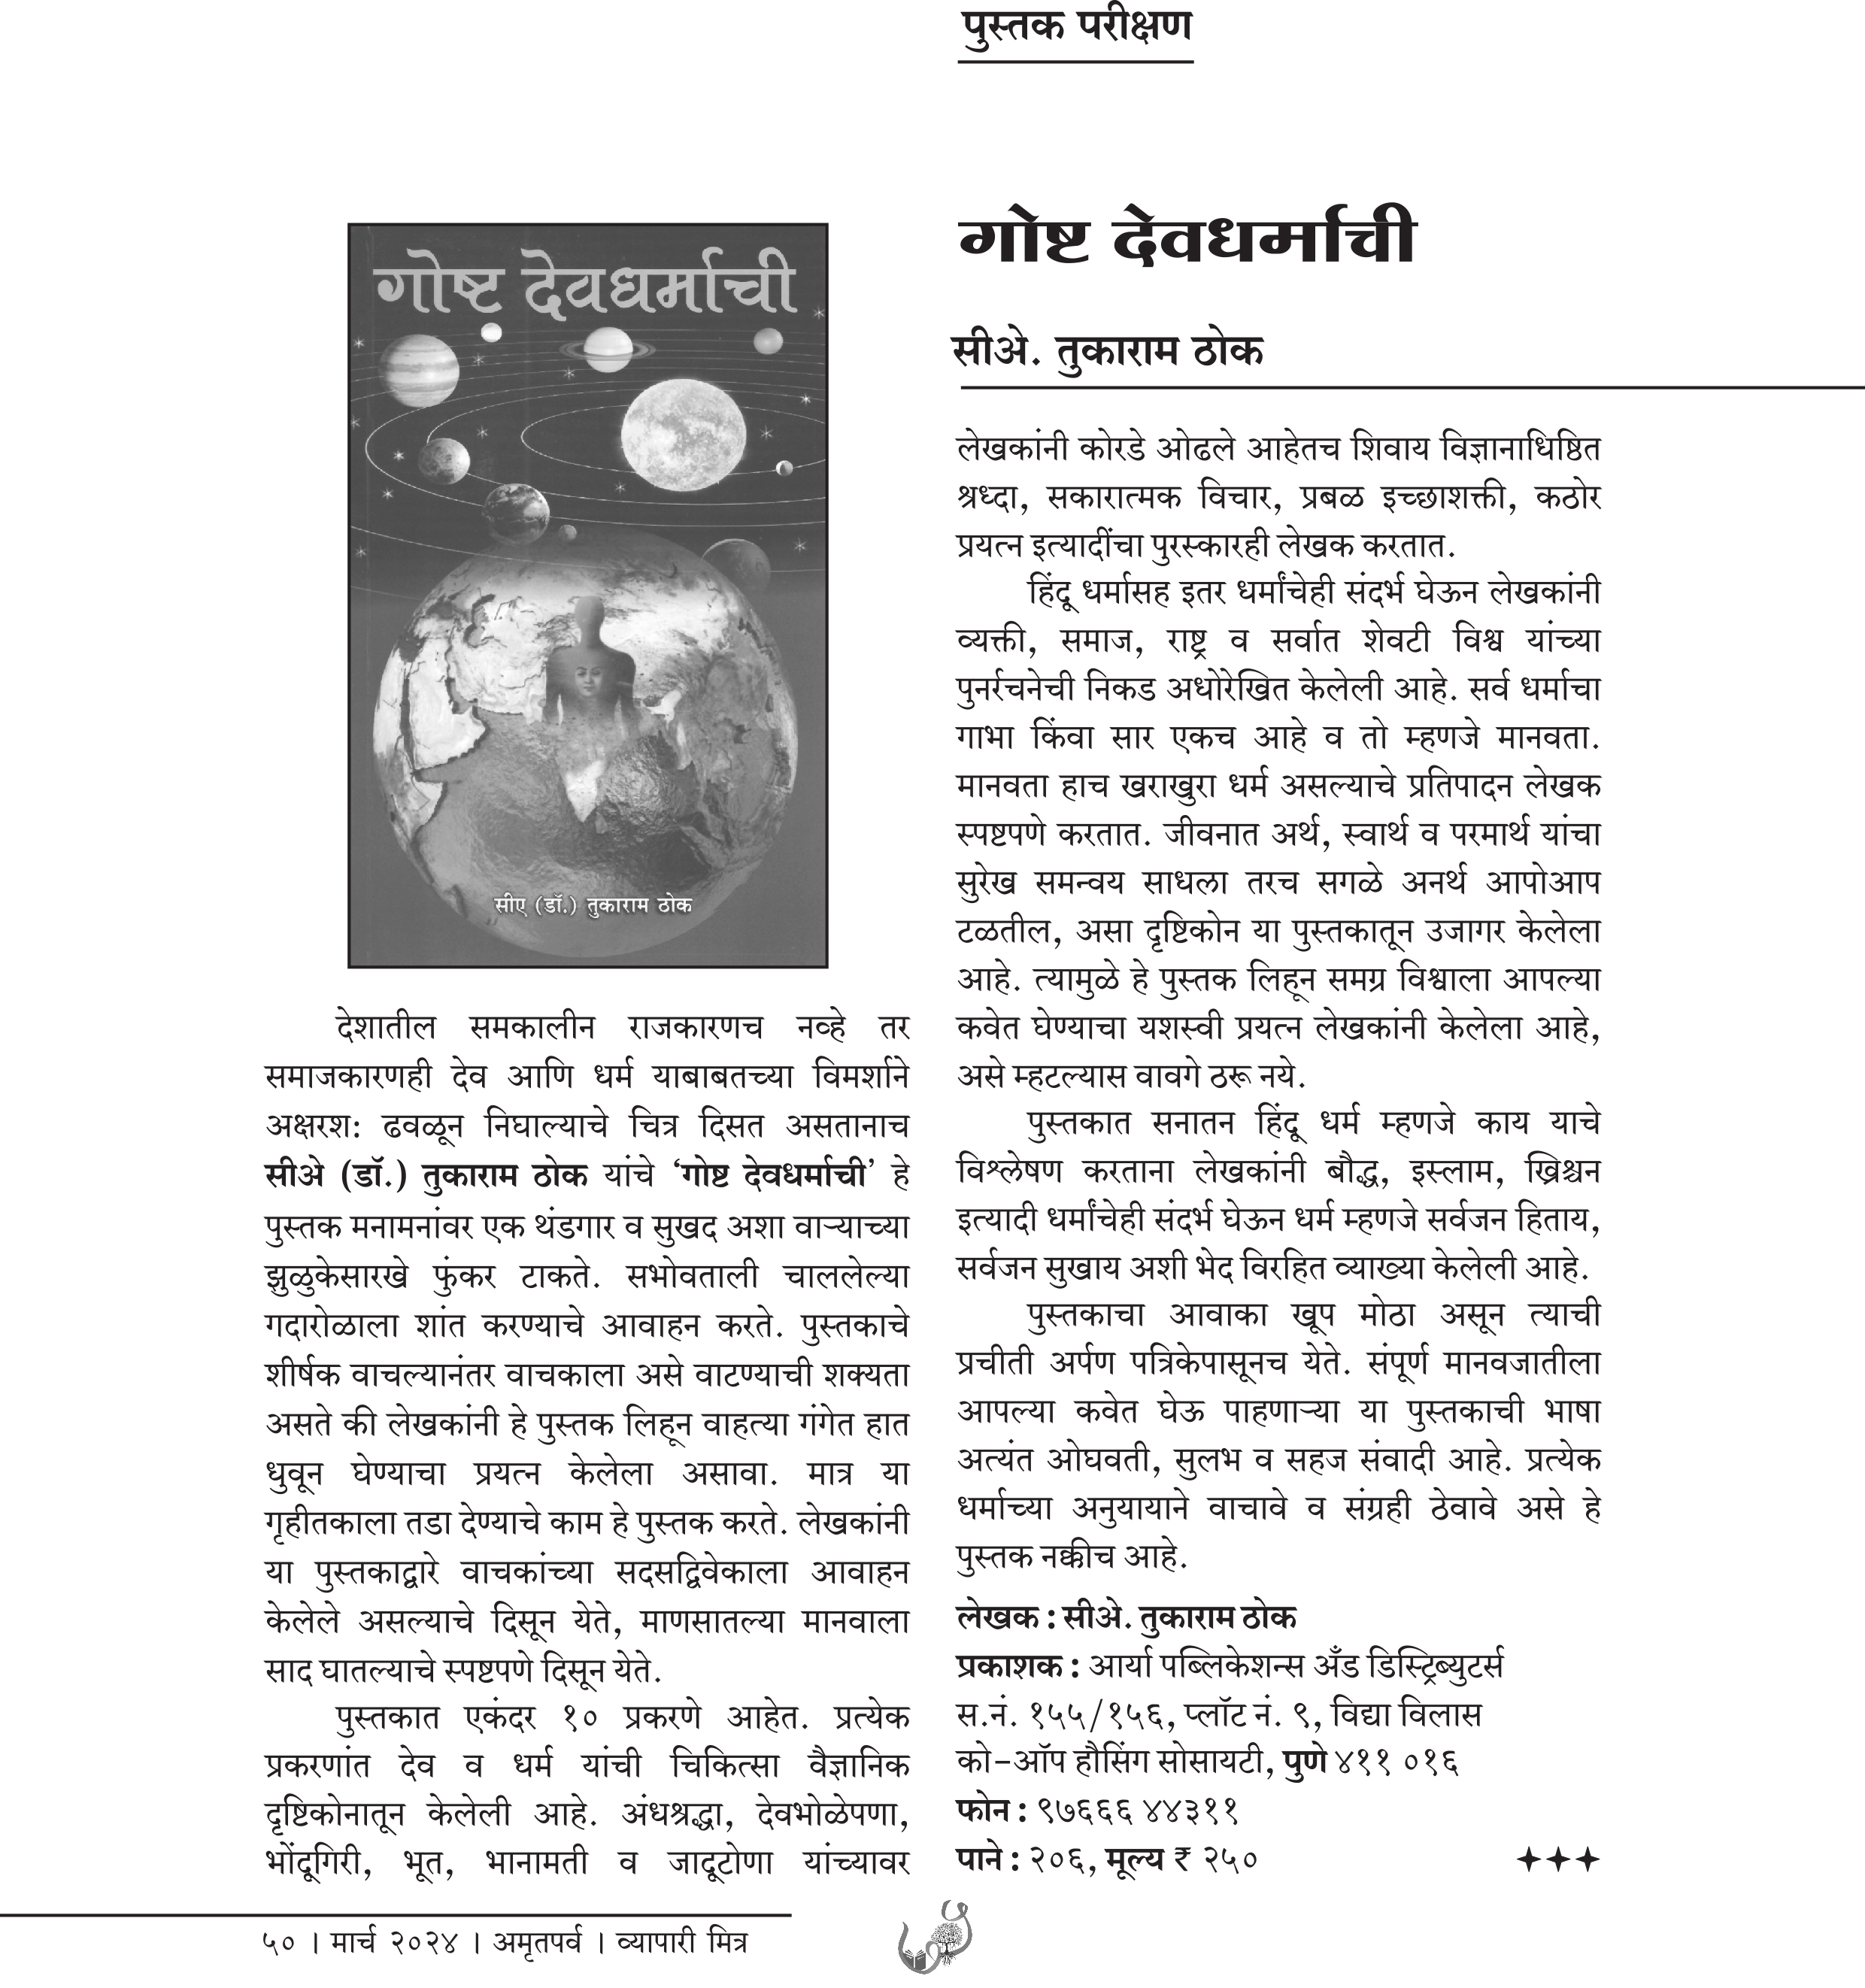 पुस्तक परीक्षण
गोष्ट देवधर्माची
सीअे. तुकाराम ठोक
गोष्ट देवधर्माची
सीए (डॉ.) तुकाराम ठोक
देशातील समकालीन राजकारणच नव्हे तर
समाजकारणही देव आणि धर्म याबाबतच्या विमर्शाने
अक्षरश: ढवळून निघाल्याचे चित्र दिसत असतानाच
सीअे (डॉ.) तुकाराम ठोक यांचे ‘गोष्ट देवधर्माची’ हे
पुस्तक मनामनांवर एक थंडगार व सुखद अशा वाऱ्याच्या
झुळुकेसारखे फुंकर टाकते. सभोवताली चाललेल्या
गदारोळाला शांत करण्याचे आवाहन करते. पुस्तकाचे
शीर्षक वाचल्यानंतर वाचकाला असे वाटण्याची शक्यता
असते की लेखकांनी हे पुस्तक लिहून वाहत्या गंगेत हात
धुवून घेण्याचा प्रयत्न केलेला असावा. मात्र या
गृहीतकाला तडा देण्याचे काम हे पुस्तक करते. लेखकांनी
या पुस्तकाद्वारे वाचकांच्या सदसद्विवेकाला आवाहन
केलेले असल्याचे दिसून येते, माणसातल्या मानवाला
साद घातल्याचे स्पष्टपणे दिसून येते.
पुस्तकात एकंदर १० प्रकरणे आहेत. प्रत्येक
प्रकरणांत देव व धर्म यांची चिकित्सा वैज्ञानिक
दृष्टिकोनातून केलेली आहे. अंधश्रद्धा, देवभोळेपणा,
भोंदूगिरी, भूत, भानामती व जादूटोणा यांच्यावर
लेखकांनी कोरडे ओढले आहेतच शिवाय विज्ञानाधिष्ठित
श्रध्दा, सकारात्मक विचार, प्रबळ इच्छाशक्ती, कठोर
प्रयत्न इत्यादींचा पुरस्कारही लेखक करतात.
हिंदू धर्मासह इतर धर्मांचेही संदर्भ घेऊन लेखकांनी
व्यक्ती, समाज, राष्ट्र व सर्वात शेवटी विश्व यांच्या
पुनर्रचनेची निकड अधोरेखित केलेली आहे. सर्व धर्माचा
गाभा किंवा सार एकच आहे व तो म्हणजे मानवता.
मानवता हाच खराखुरा धर्म असल्याचे प्रतिपादन लेखक
स्पष्टपणे करतात. जीवनात अर्थ, स्वार्थ व परमार्थ यांचा
सुरेख समन्वय साधला तरच सगळे अनर्थ आपोआप
टळतील, असा दृष्टिकोन या पुस्तकातून उजागर केलेला
आहे. त्यामुळे हे पुस्तक लिहून समग्र विश्वाला आपल्या
कवेत घेण्याचा यशस्वी प्रयत्न लेखकांनी केलेला आहे,
असे म्हटल्यास वावगे ठरू नये.
पुस्तकात सनातन हिंदू धर्म म्हणजे काय याचे
विश्लेषण करताना लेखकांनी बौद्ध, इस्लाम, ख्रिश्चन
इत्यादी धर्मांचेही संदर्भ घेऊन धर्म म्हणजे सर्वजन हिताय,
सर्वजन सुखाय अशी भेद विरहित व्याख्या केलेली आहे.
पुस्तकाचा आवाका खूप मोठा असून त्याची
प्रचीती अर्पण पत्रिकेपासूनच येते. संपूर्ण मानवजातीला
आपल्या कवेत घेऊ पाहणाऱ्या या पुस्तकाची भाषा
अत्यंत ओघवती, सुलभ व सहज संवादी आहे. प्रत्येक
धर्माच्या अनुयायाने वाचावे व संग्रही ठेवावे असे हे
पुस्तक नक्कीच आहे.
लेखक : सीअे. तुकाराम ठोक
प्रकाशक : आर्या पब्लिकेशन्स अँड डिस्ट्रिब्युटर्स
स.नं. १५५/१५६, प्लॉट नं. ९, विद्या विलास
को-ऑप हौसिंग सोसायटी, पुणे ४११ ०१६
फोन : ९७६६६ ४४३११
पाने : २०६, मूल्य ₹ २५०
५० । मार्च २०२४ । अमृतपर्व । व्यापारी मित्र